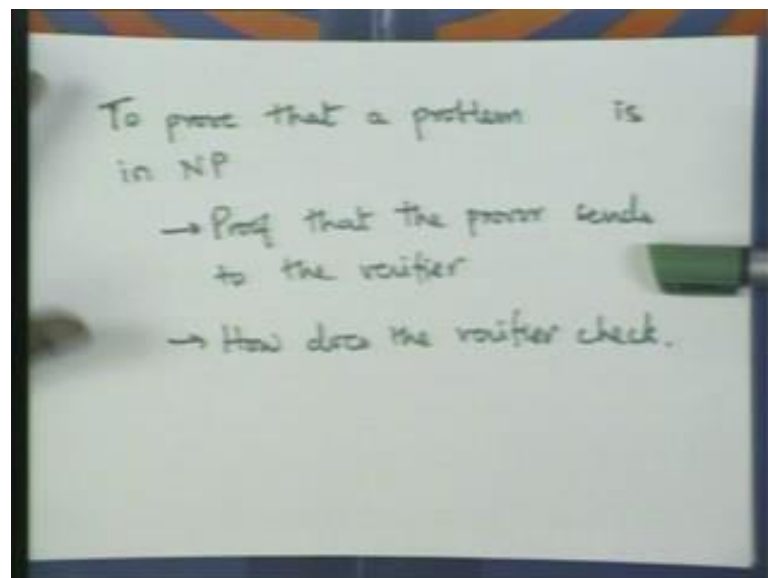 To prove that a problem is
in NP
→ Proof that the prover sends
to the verifier
→ How does the verifier check.